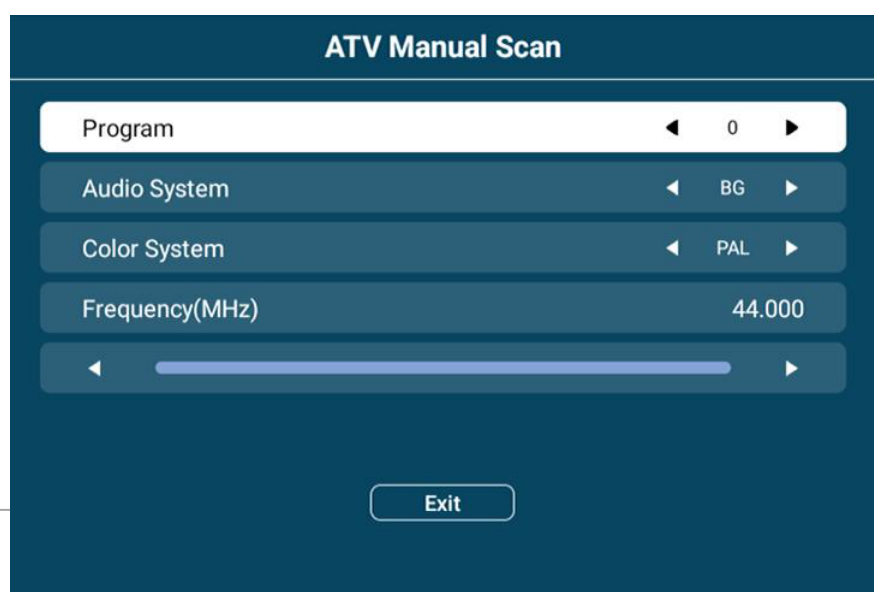 ATV Manual Scan
Program 0
Audio System BG
Color System PAL
Frequency(MHz) 44.000
Exit